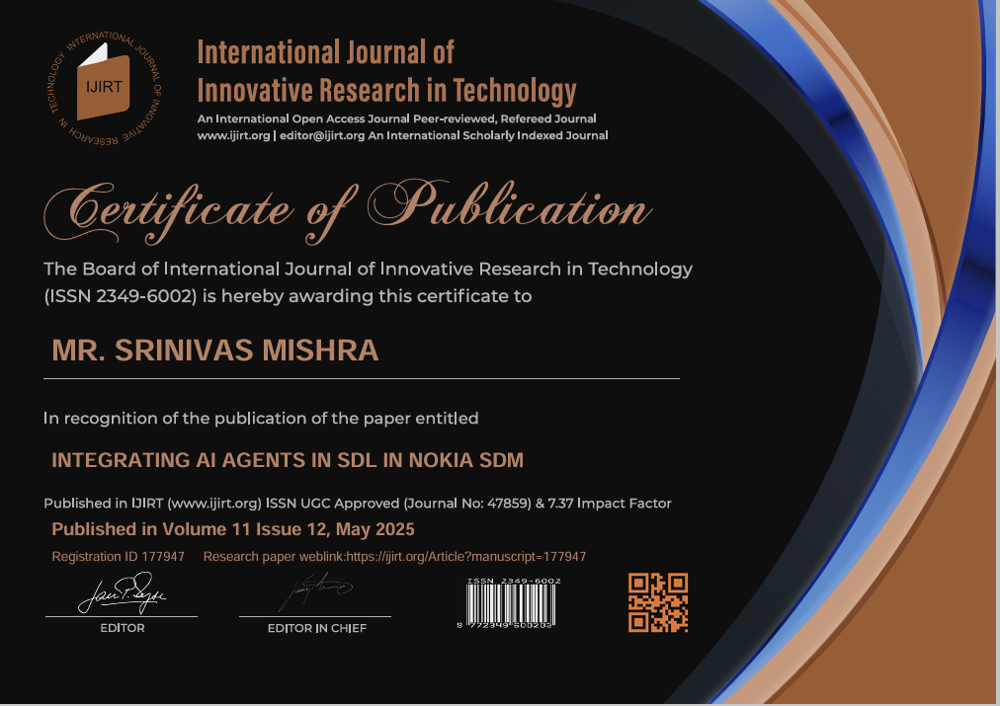 INTERNATIONAL JOURNAL OF INNOVATIVE RESEARCH IN TECHNOLOGY
IJIRT
International Journal of
Innovative Research in Technology
An International Open Access Journal Peer-reviewed, Refereed Journal
www.ijirt.org | editor@ijirt.org An International Scholarly Indexed Journal
Certificate of Publication
The Board of International Journal of Innovative Research in Technology
(ISSN 2349-6002) is hereby awarding this certificate to
MR. SRINIVAS MISHRA
In recognition of the publication of the paper entitled
INTEGRATING AI AGENTS IN SDL IN NOKIA SDM
Published in IJIRT (www.ijirt.org) ISSN UGC Approved (Journal No: 47859) & 7.37 Impact Factor
Published in Volume 11 Issue 12, May 2025
Registration ID 177947 Research paper weblink:https://ijirt.org/Article?manuscript=177947
EDITOR
EDITOR IN CHIEF
ISSN 2349-6002